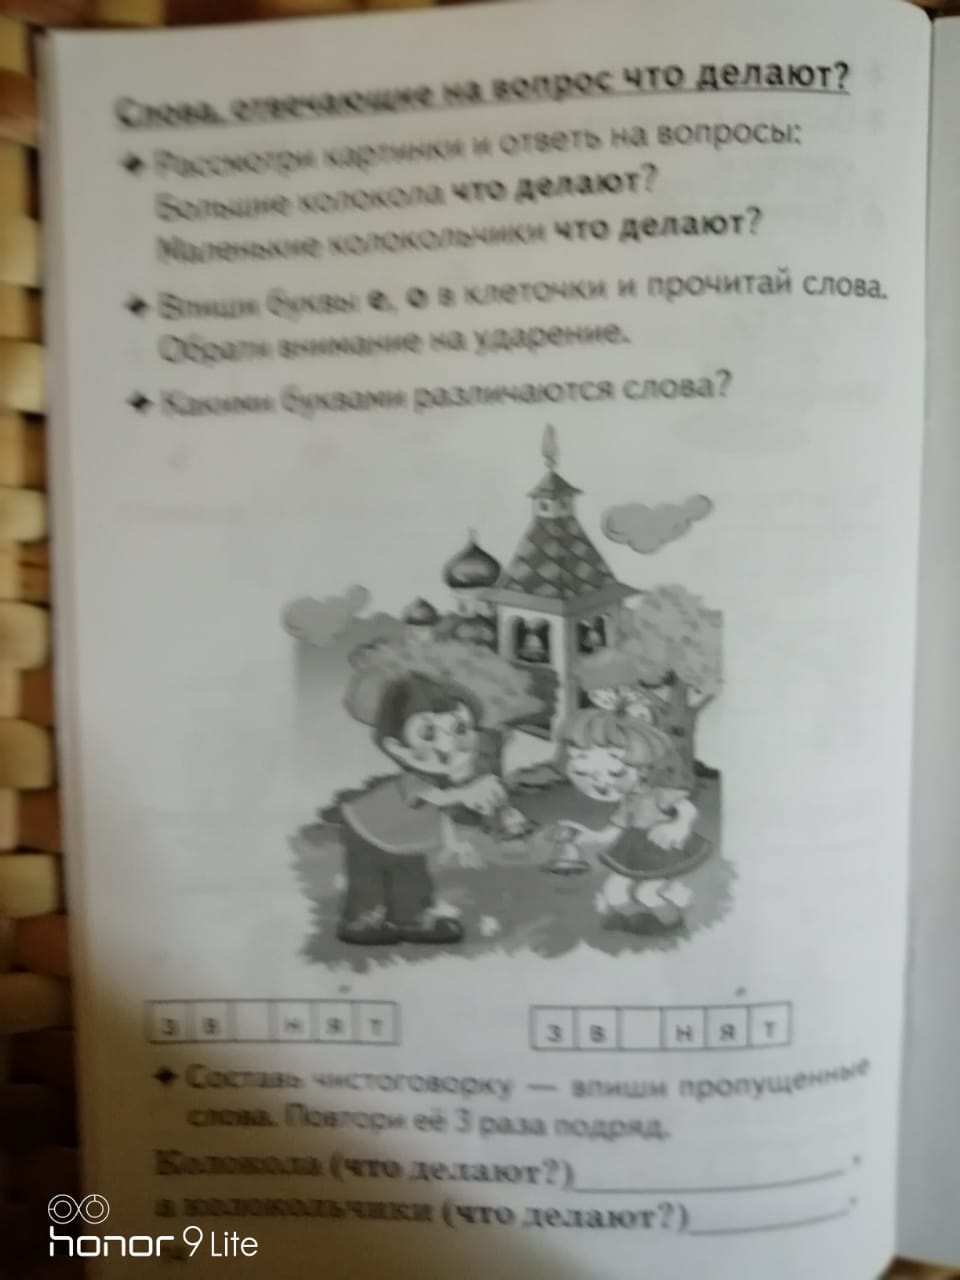 Слова, отвечающие на вопрос что делают?
Рассмотри картинки и ответь на вопросы:
Большие колокола что делают?
Маленькие колокольчики что делают?
Впиши буквы е, о в клеточки и прочитай слова.
Обрати внимание на ударение.
Какими буквами различаются слова?
з в н я т
з в н я т
Составь чистоговорку — впиши пропущенные
слова. Повтори её 3 раза подряд.
Колокола (что делают?)__________,
а колокольчики (что делают?)________.
honor 9 Lite